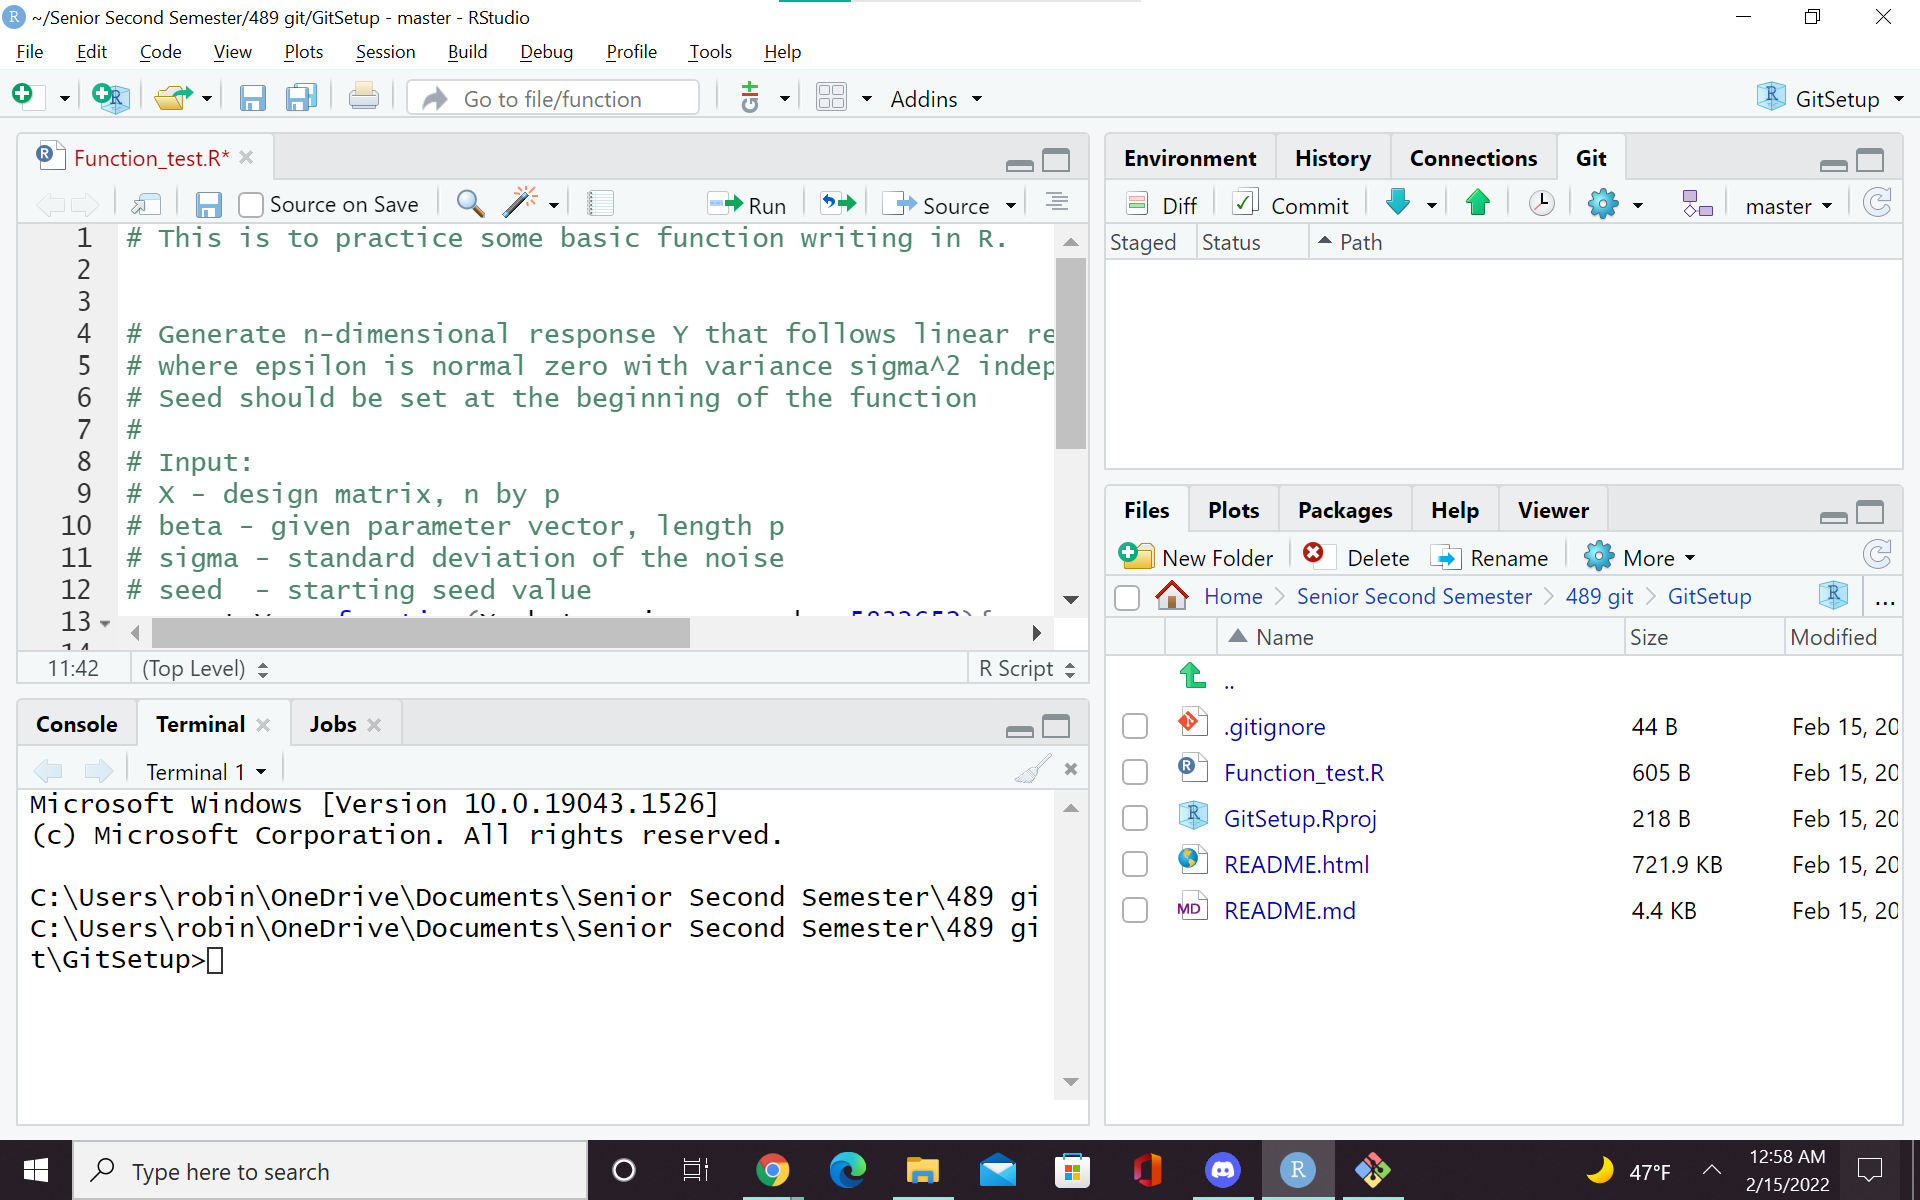 ~/Senior Second Semester/489 git/GitSetup - master - RStudio
File Edit Code View Plots Session Build Debug Profile Tools Help
Go to file/function Addins GitSetup
Function_test.R*
Source on Save Run Source
1 # This is to practice some basic function writing in R.
2
3
4 # Generate n-dimensional response Y that follows linear re
5 # where epsilon is normal zero with variance sigma^2 indep
6 # Seed should be set at the beginning of the function
7 #
8 # Input:
9 # X - design matrix, n by p
10 # beta - given parameter vector, length p
11 # sigma - standard deviation of the noise
12 # seed  - starting seed value
13
14
11:42 (Top Level) R Script
Console Terminal Jobs
Terminal 1
Microsoft Windows [Version 10.0.19043.1526]
(c) Microsoft Corporation. All rights reserved.
C:\Users\robin\OneDrive\Documents\Senior Second Semester\489 gi
C:\Users\robin\OneDrive\Documents\Senior Second Semester\489 gi
t\GitSetup>
Environment History Connections Git
Diff Commit master
Staged Status Path
Files Plots Packages Help Viewer
New Folder Delete Rename More
Home Senior Second Semester 489 git GitSetup ...
Name Size Modified
..
.gitignore 44 B Feb 15, 20
Function_test.R 605 B Feb 15, 20
GitSetup.Rproj 218 B Feb 15, 20
README.html 721.9 KB Feb 15, 20
MD README.md 4.4 KB Feb 15, 20
Type here to search
47°F
12:58 AM
2/15/2022